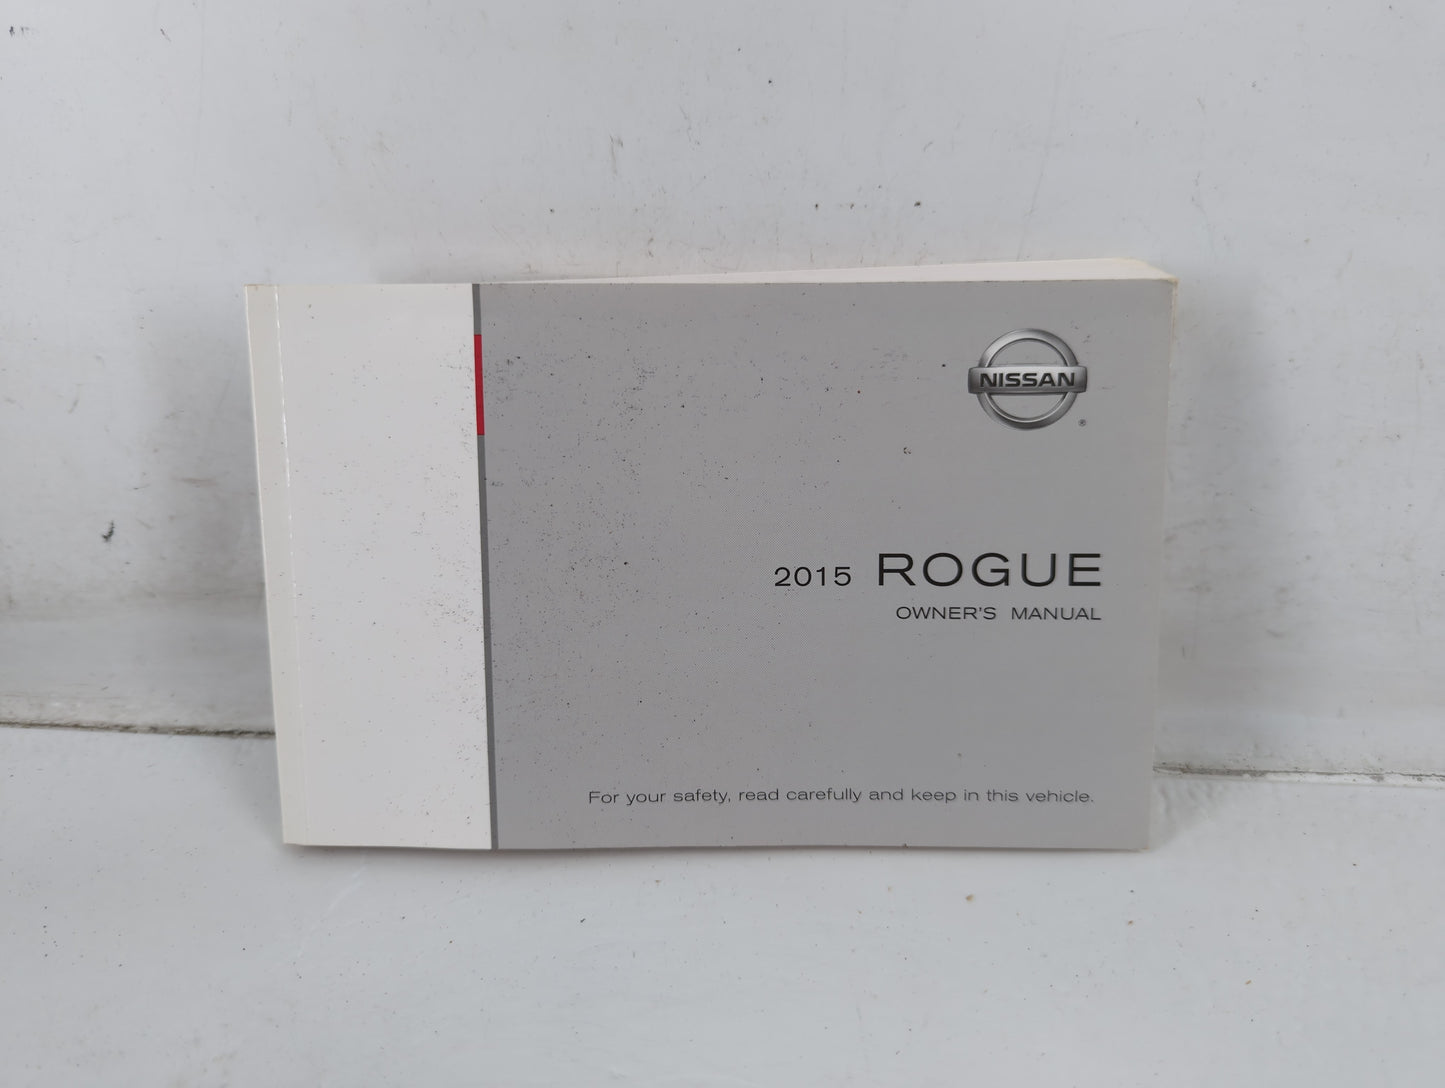 NISSAN
®
2015 ROGUE
OWNER'S MANUAL
For your safety, read carefully and keep in this vehicle.